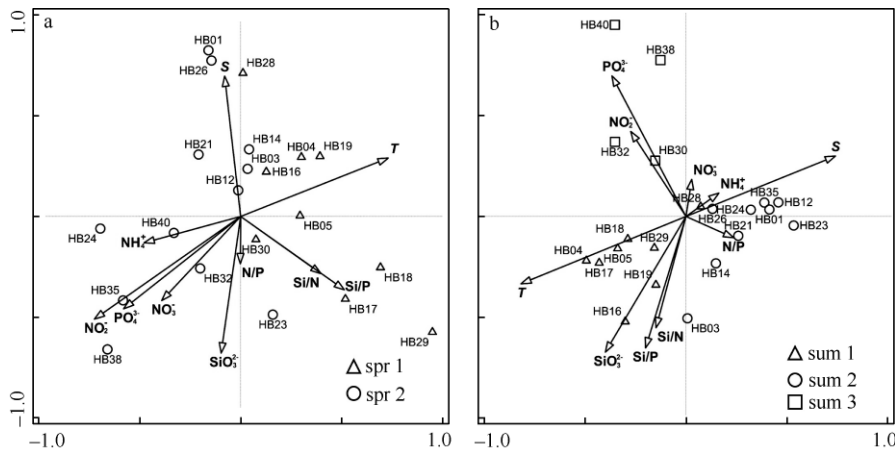 1.0
a
HB01
HB26
S
HB28
HB21
HB14
HB04
HB19
HB03
HB16
T
HB12
HB05
HB24
HB40
NH₄⁺
HB30
N/P
HB32
Si/N
Si/P
HB18
HB35
NO₂⁻
PO₄³⁻
NO₃⁻
HB17
HB23
HB29
HB38
SiO₃²⁻
spr 1
spr 2
-1.0
-1.0
1.0
b
HB40
HB38
PO₄³⁻
NO₂⁻
S
HB32
HB30
NO₃⁻
NH₄⁺
HB35
HB28
HB12
HB24
HB26
HB01
HB23
HB18
HB21
HB29
N/P
HB04
HB05
HB17
HB19
HB14
T
HB16
HB03
Si/N
Si/P
SiO₃²⁻
sum 1
sum 2
sum 3
-1.0
1.0